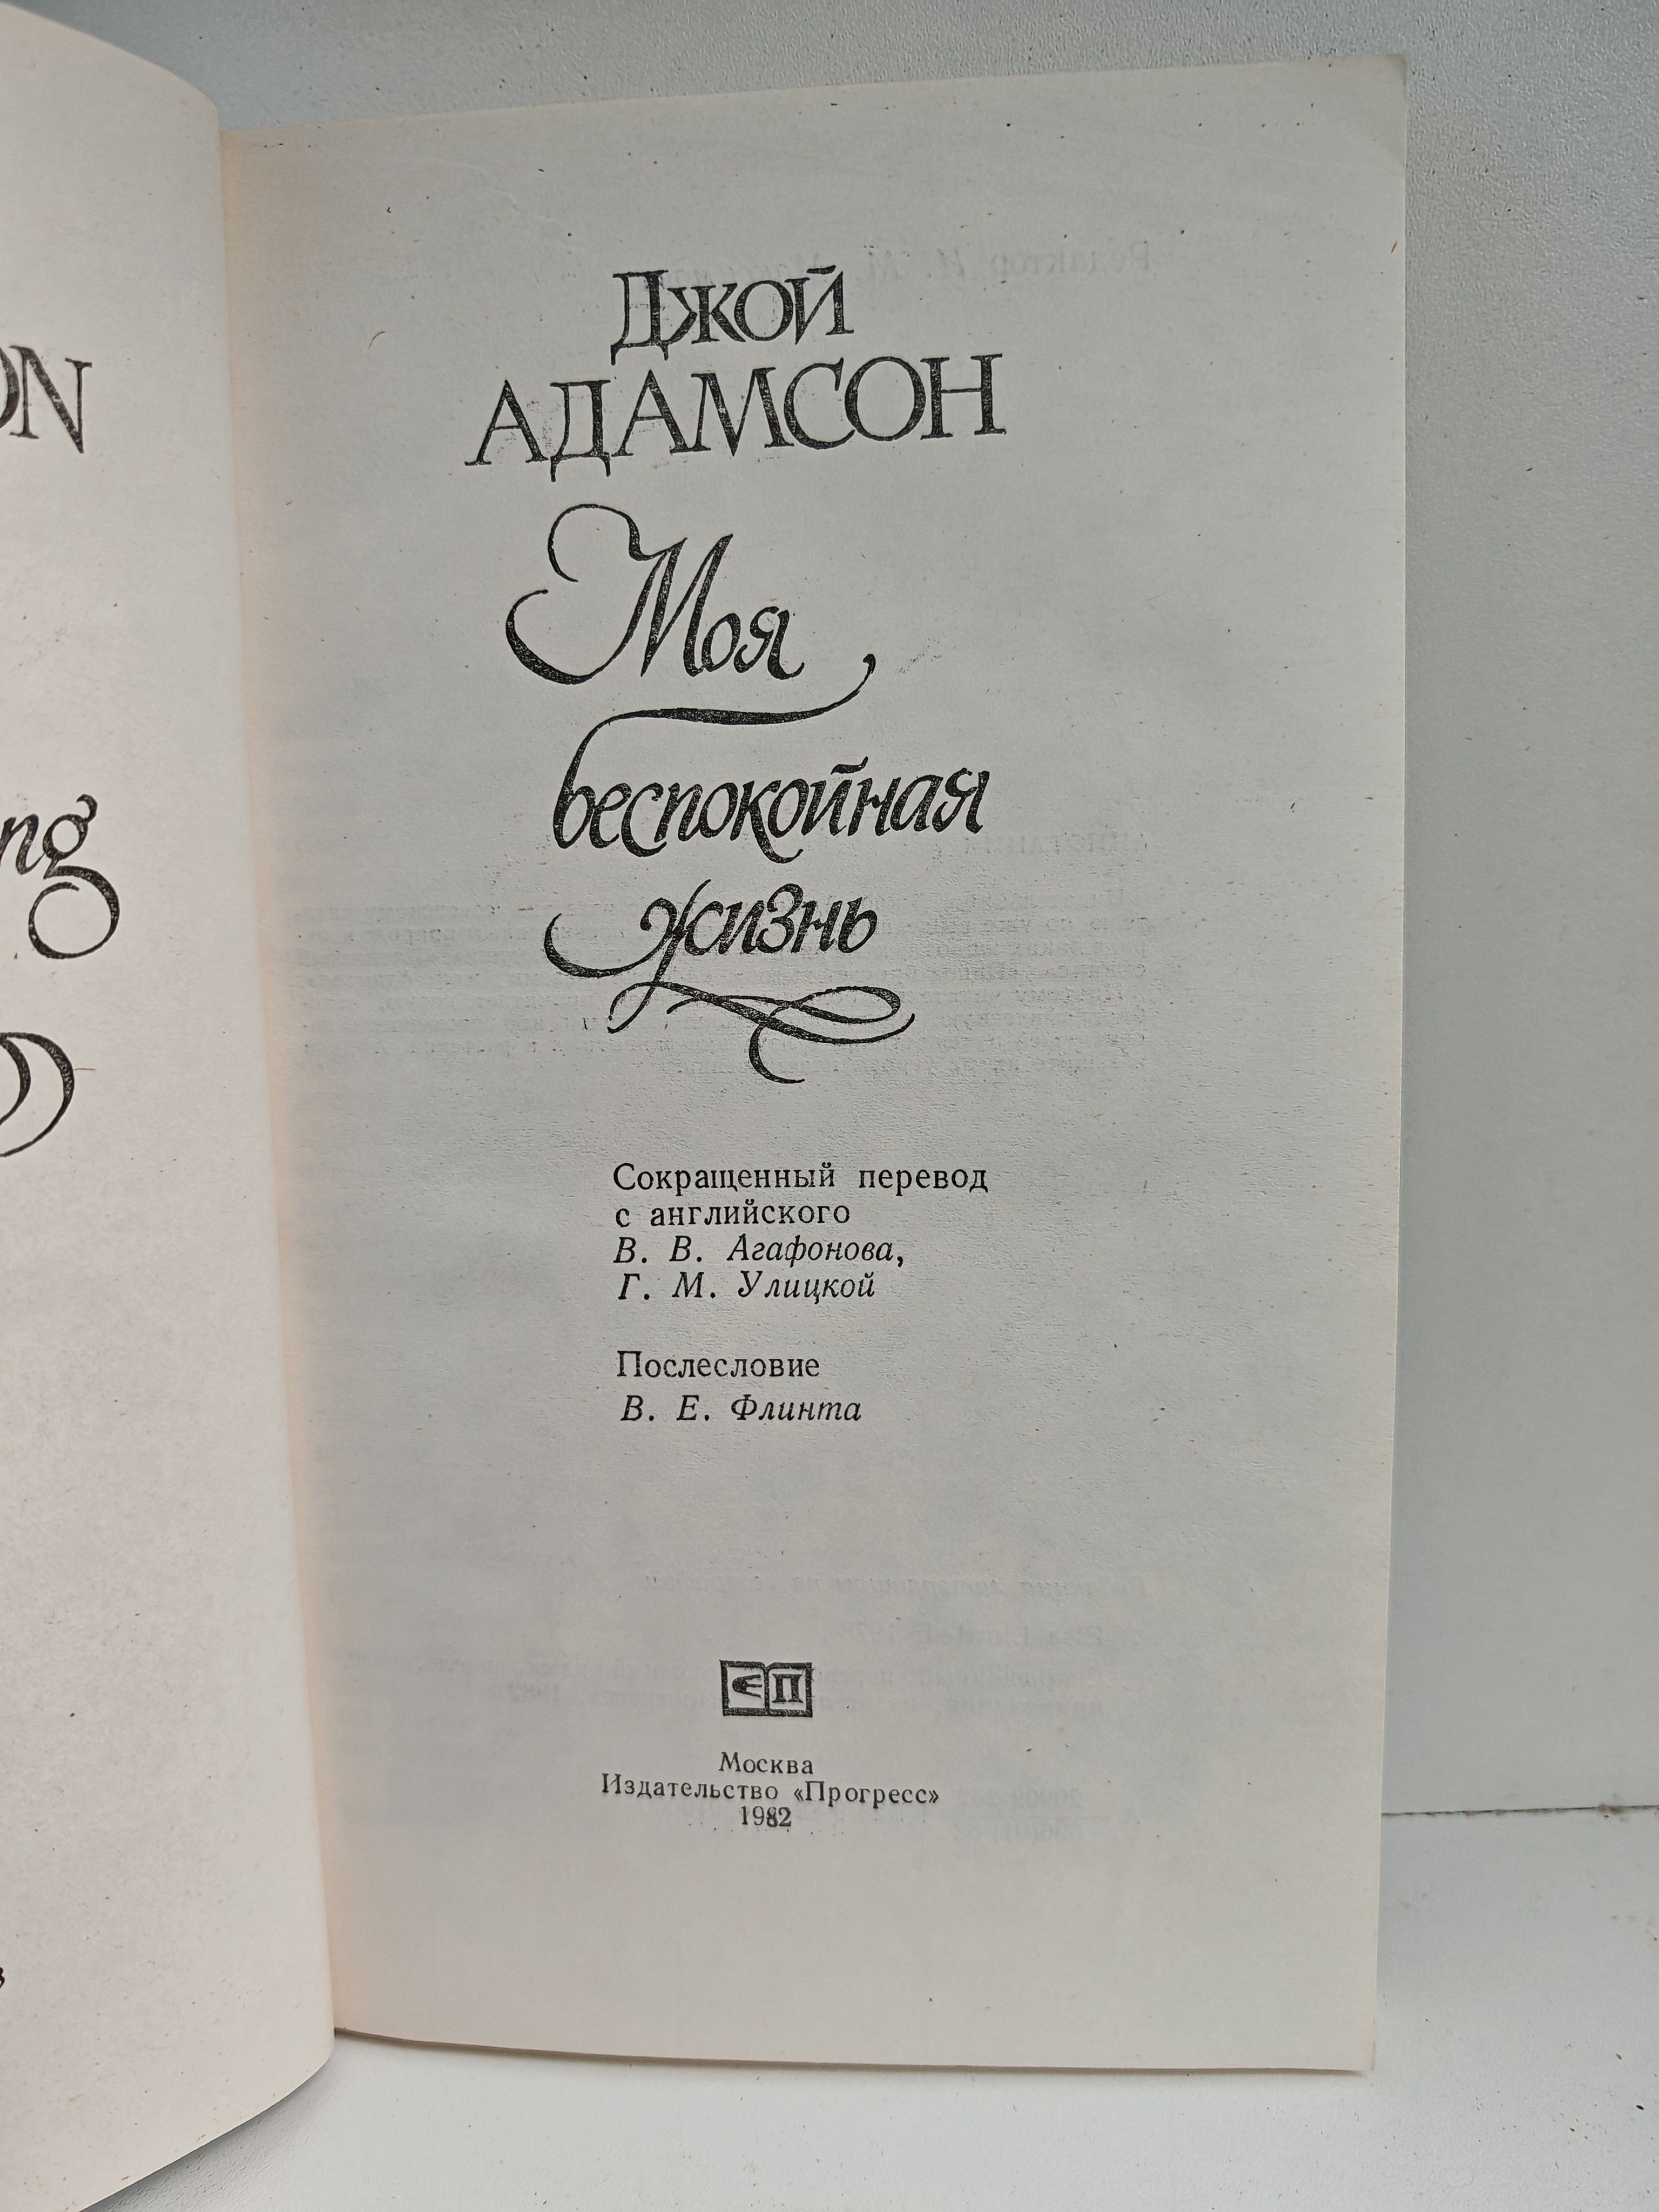 ДЖОЙ
АДАМСОН
Моя
беспокойная
жизнь
Сокращенный перевод
с английского
В. В. Агафонова,
Г. М. Улицкой
Послесловие
В. Е. Флинта
Москва
Издательство «Прогресс»
1982